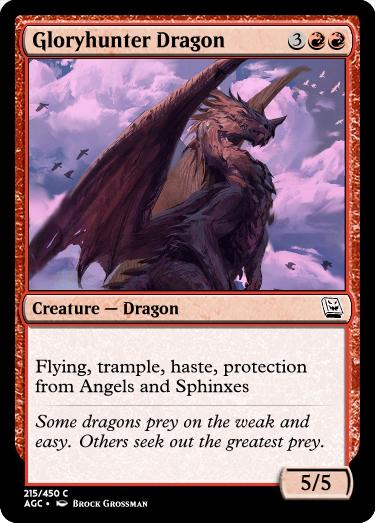 Gloryhunter Dragon 3
Creature — Dragon
Flying, trample, haste, protection
from Angels and Sphinxes
Some dragons prey on the weak and
easy. Others seek out the greatest prey.
5/5
215/450 C
AGC • Brock Grossman